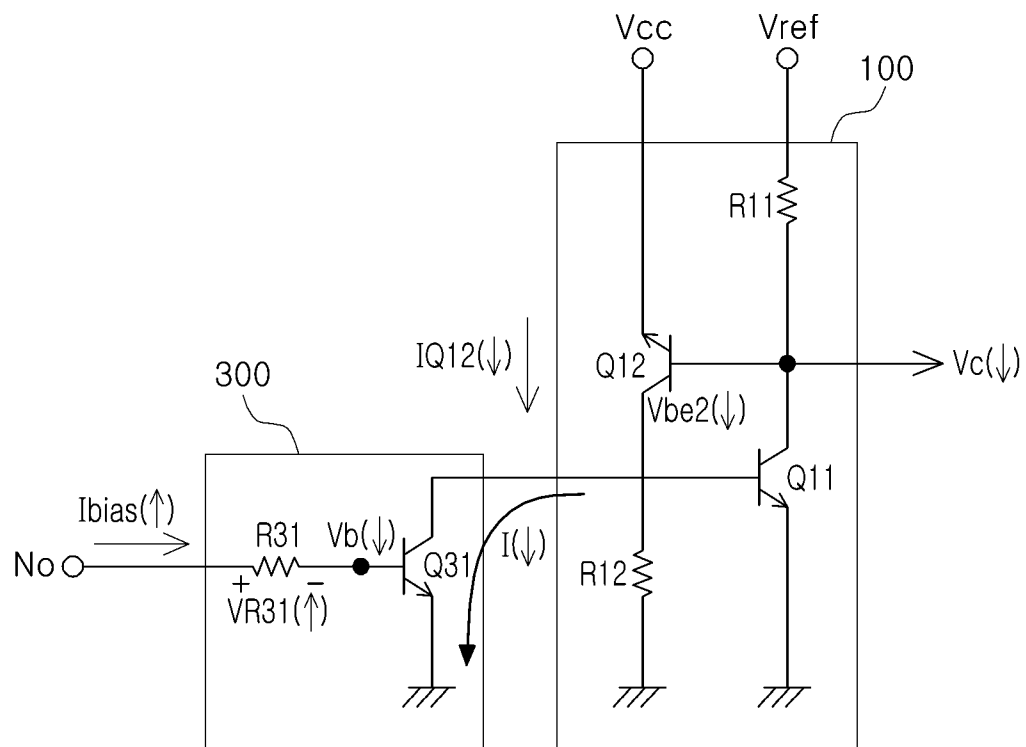 Vcc
Vref
100
R11
IQ12(↓)
Q12
Vc(↓)
Vbe2(↓)
300
Q11
Ibias(↑)
R31
Vb(↓)
Q31
I(↓)
R12
No
+
−
VR31(↑)